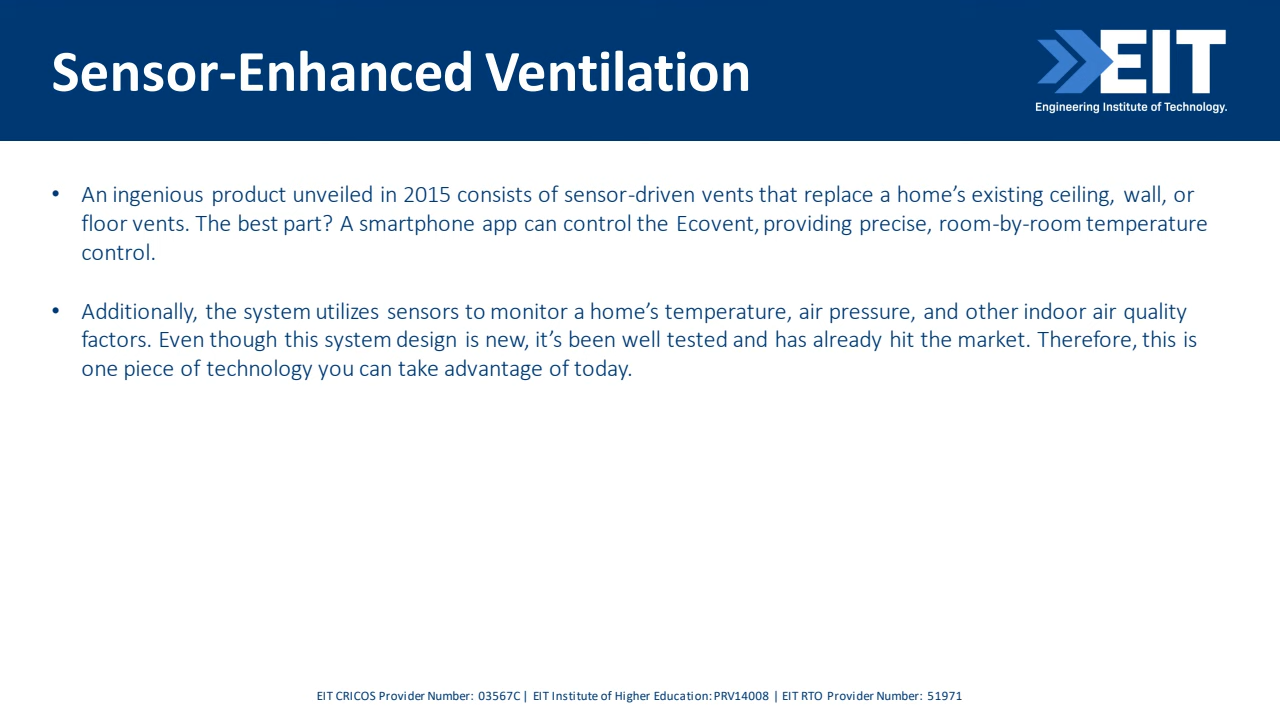 Sensor-Enhanced Ventilation
EIT
Engineering Institute of Technology.
• An ingenious product unveiled in 2015 consists of sensor-driven vents that replace a home’s existing ceiling, wall, or
floor vents. The best part? A smartphone app can control the Ecovent, providing precise, room-by-room temperature
control.
• Additionally, the system utilizes sensors to monitor a home’s temperature, air pressure, and other indoor air quality
factors. Even though this system design is new, it’s been well tested and has already hit the market. Therefore, this is
one piece of technology you can take advantage of today.
EIT CRICOS Provider Number: 03567C | EIT Institute of Higher Education: PRV14008 | EIT RTO Provider Number: 51971